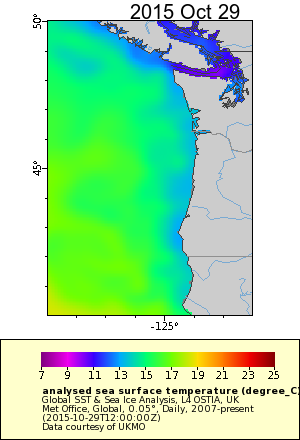 2015 Oct 29
50°
45°
-125°
7 9 11 13 15 17 19 21 23 25
analysed sea surface temperature (degree_C)
Global SST & Sea Ice Analysis, L4 OSTIA, UK
Met Office, Global, 0.05°, Daily, 2007-present
(2015-10-29T12:00:00Z)
Data courtesy of UKMO